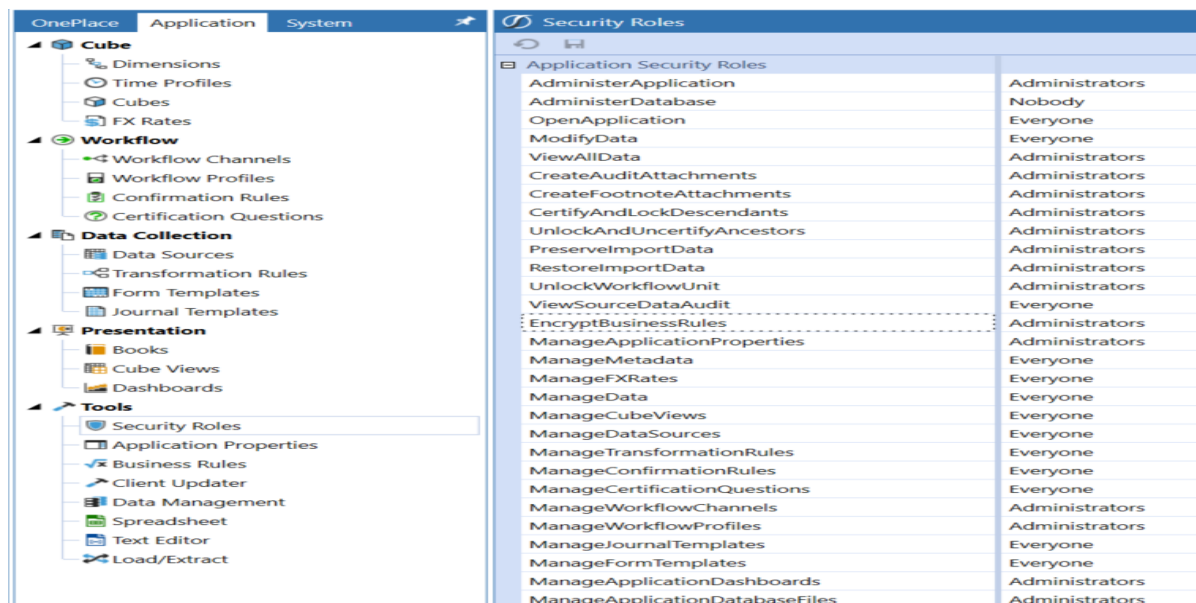 OnePlace Application System
Cube
Dimensions
Time Profiles
Cubes
FX Rates
Workflow
Workflow Channels
Workflow Profiles
Confirmation Rules
Certification Questions
Data Collection
Data Sources
Transformation Rules
Form Templates
Journal Templates
Presentation
Books
Cube Views
Dashboards
Tools
Security Roles
Application Properties
Business Rules
Client Updater
Data Management
Spreadsheet
Text Editor
Load/Extract
Security Roles
Application Security Roles
AdministerApplication Administrators
AdministerDatabase Nobody
OpenApplication Everyone
ModifyData Everyone
ViewAllData Administrators
CreateAuditAttachments Administrators
CreateFootnoteAttachments Administrators
CertifyAndLockDescendants Administrators
UnlockAndUncertifyAncestors Administrators
PreserveImportData Administrators
RestoreImportData Administrators
UnlockWorkflowUnit Administrators
ViewSourceDataAudit Everyone
EncryptBusinessRules Administrators
ManageApplicationProperties Administrators
ManageMetadata Everyone
ManageFXRates Everyone
ManageData Everyone
ManageCubeViews Everyone
ManageDataSources Everyone
ManageTransformationRules Everyone
ManageConfirmationRules Everyone
ManageCertificationQuestions Everyone
ManageWorkflowChannels Administrators
ManageWorkflowProfiles Administrators
ManageJournalTemplates Everyone
ManageFormTemplates Everyone
ManageApplicationDashboards Administrators
ManageApplicationDatabaseFiles Administrators